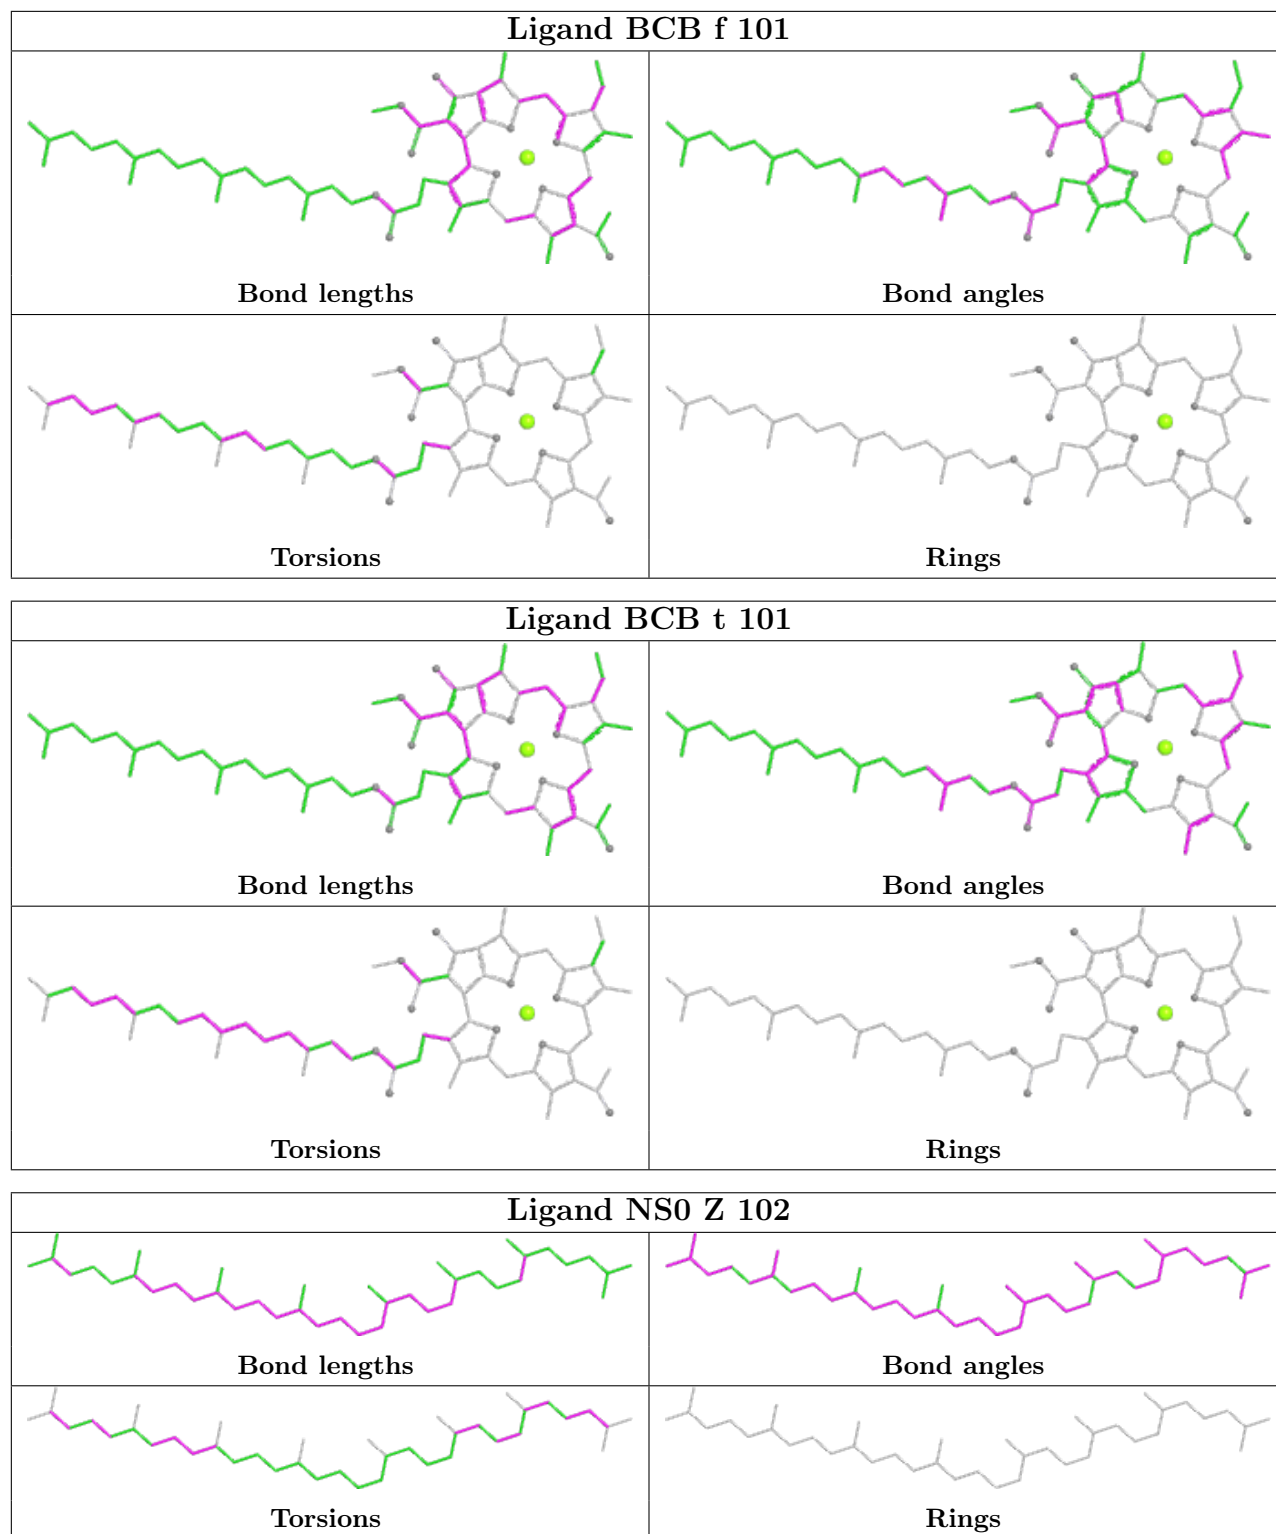 Ligand BCB f 101
Bond lengths
Bond angles
Torsions
Rings
Ligand BCB t 101
Bond lengths
Bond angles
Torsions
Rings
Ligand NS0 Z 102
Bond lengths
Bond angles
Torsions
Rings